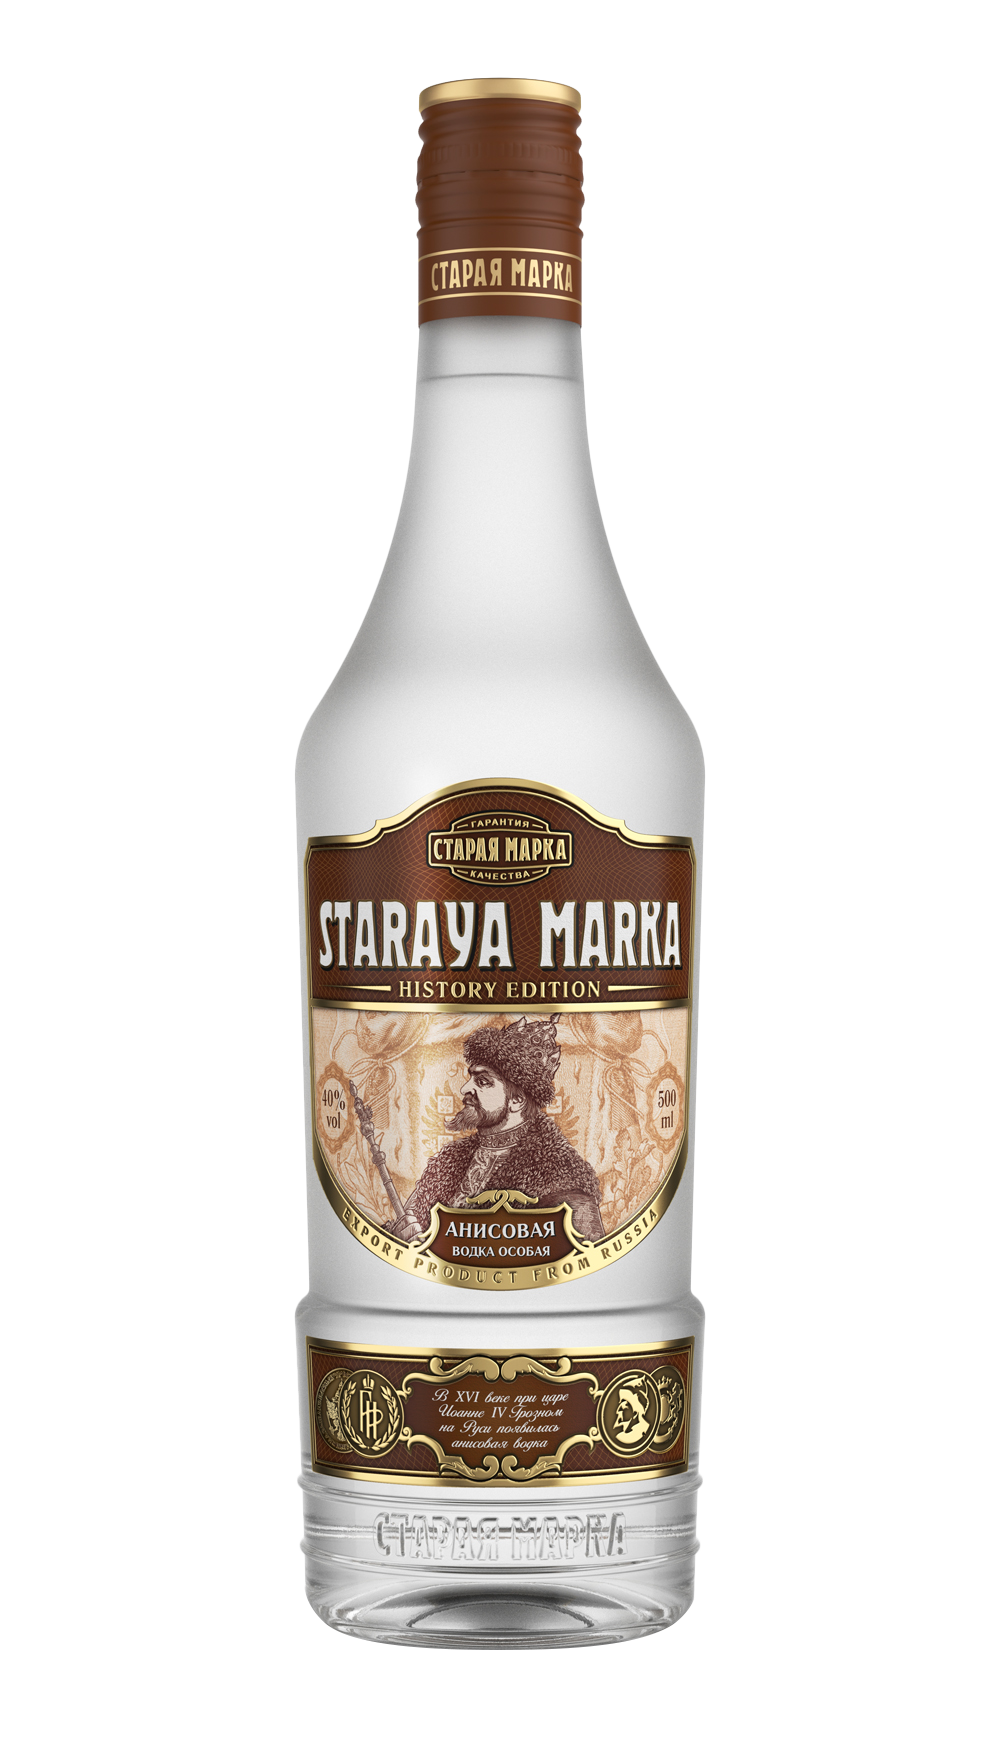 СТАРАЯ МАРКА
ГАРАНТИЯ
СТАРАЯ МАРКА
КАЧЕСТВА
STARAYA MARKA
HISTORY EDITION
40%
vol
500
ml
АНИСОВАЯ
ВОДКА ОСОБАЯ
EXPORT PRODUCT FROM RUSSIA
В XVI веке при царе
Иоанне IV Грозном
на Руси появилась
анисовая водка
СТАРАЯ МАРКА